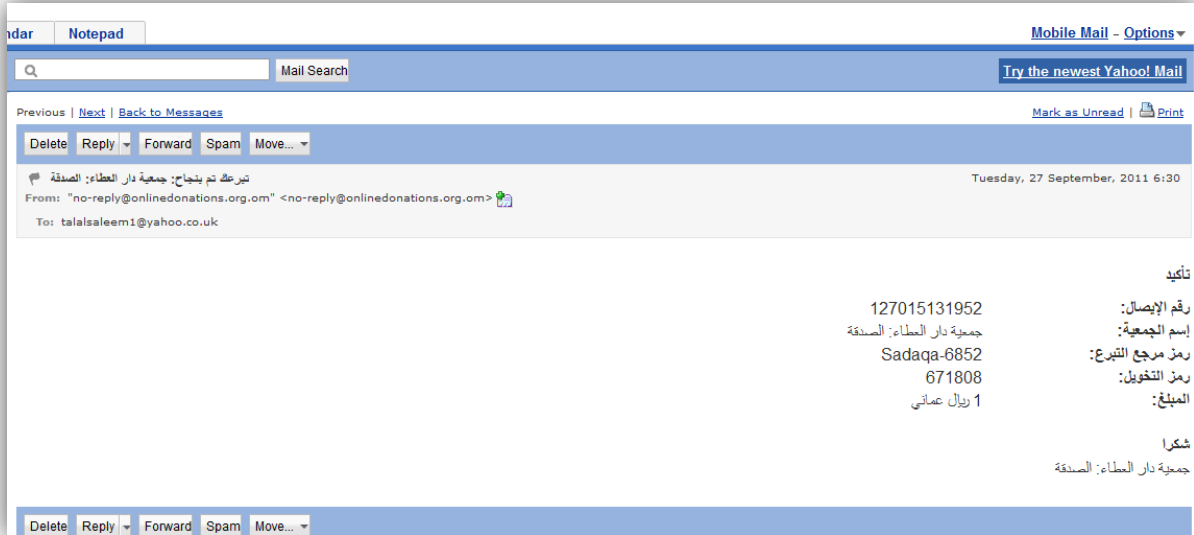 ndar Notepad Mobile Mail - Options
Mail Search Try the newest Yahoo! Mail
Previous | Next | Back to Messages Mark as Unread | Print
Delete Reply Forward Spam Move...
تبرعك تم بنجاح: جمعية دار العطاء: الصدقة Tuesday, 27 September, 2011 6:30
From: "no-reply@onlinedonations.org.om" <no-reply@onlinedonations.org.om>
To: talalsaleem1@yahoo.co.uk
تأكيد
رقم الإيصال: 127015131952
إسم الجمعية: جمعية دار العطاء: الصدقة
رمز مرجع التبرع: Sadaqa-6852
رمز التخويل: 671808
المبلغ: 1 ريال عماني
شكرا
جمعية دار العطاء: الصدقة
Delete Reply Forward Spam Move...